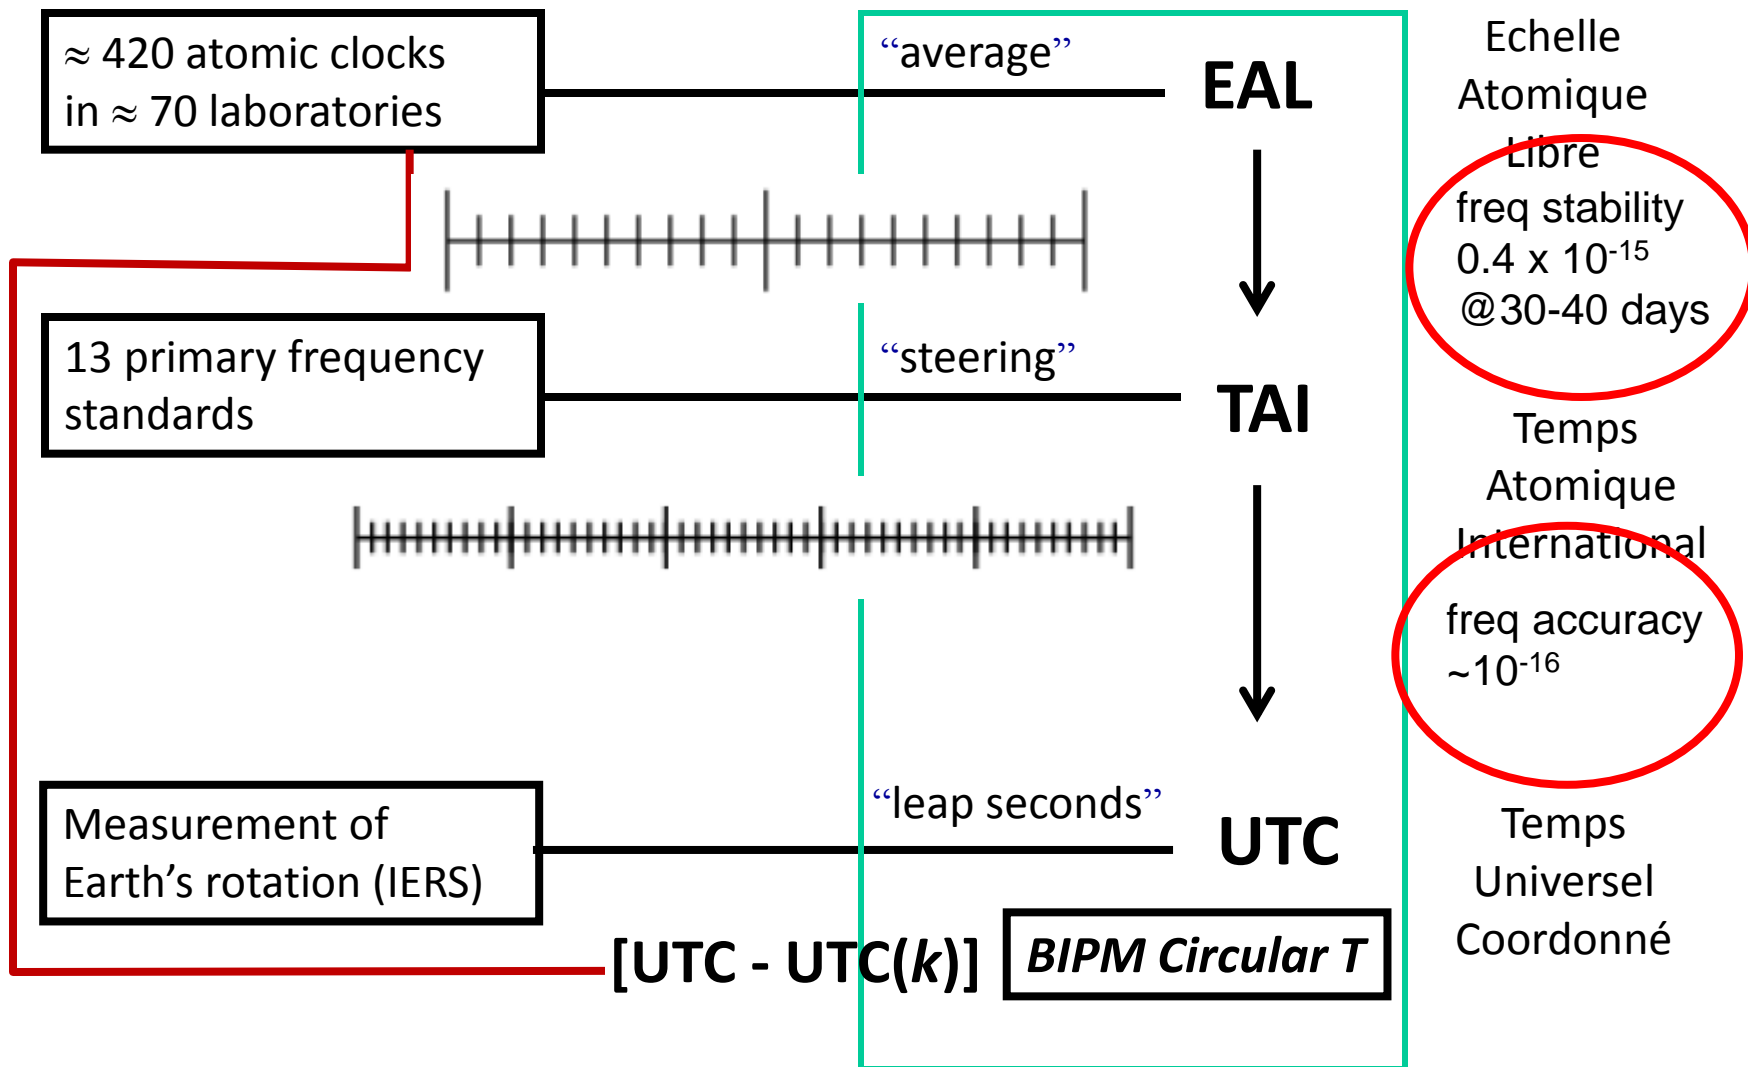 ≈ 420 atomic clocks
in ≈ 70 laboratories
“average”
EAL
Echelle
Atomique
Libre
freq stability
0.4 x 10⁻¹⁵
@30-40 days
13 primary frequency
standards
“steering”
TAI
Temps
Atomique
International
freq accuracy
~10⁻¹⁶
Measurement of
Earth’s rotation (IERS)
“leap seconds”
UTC
Temps
Universel
Coordonné
[UTC - UTC(k)]
BIPM Circular T